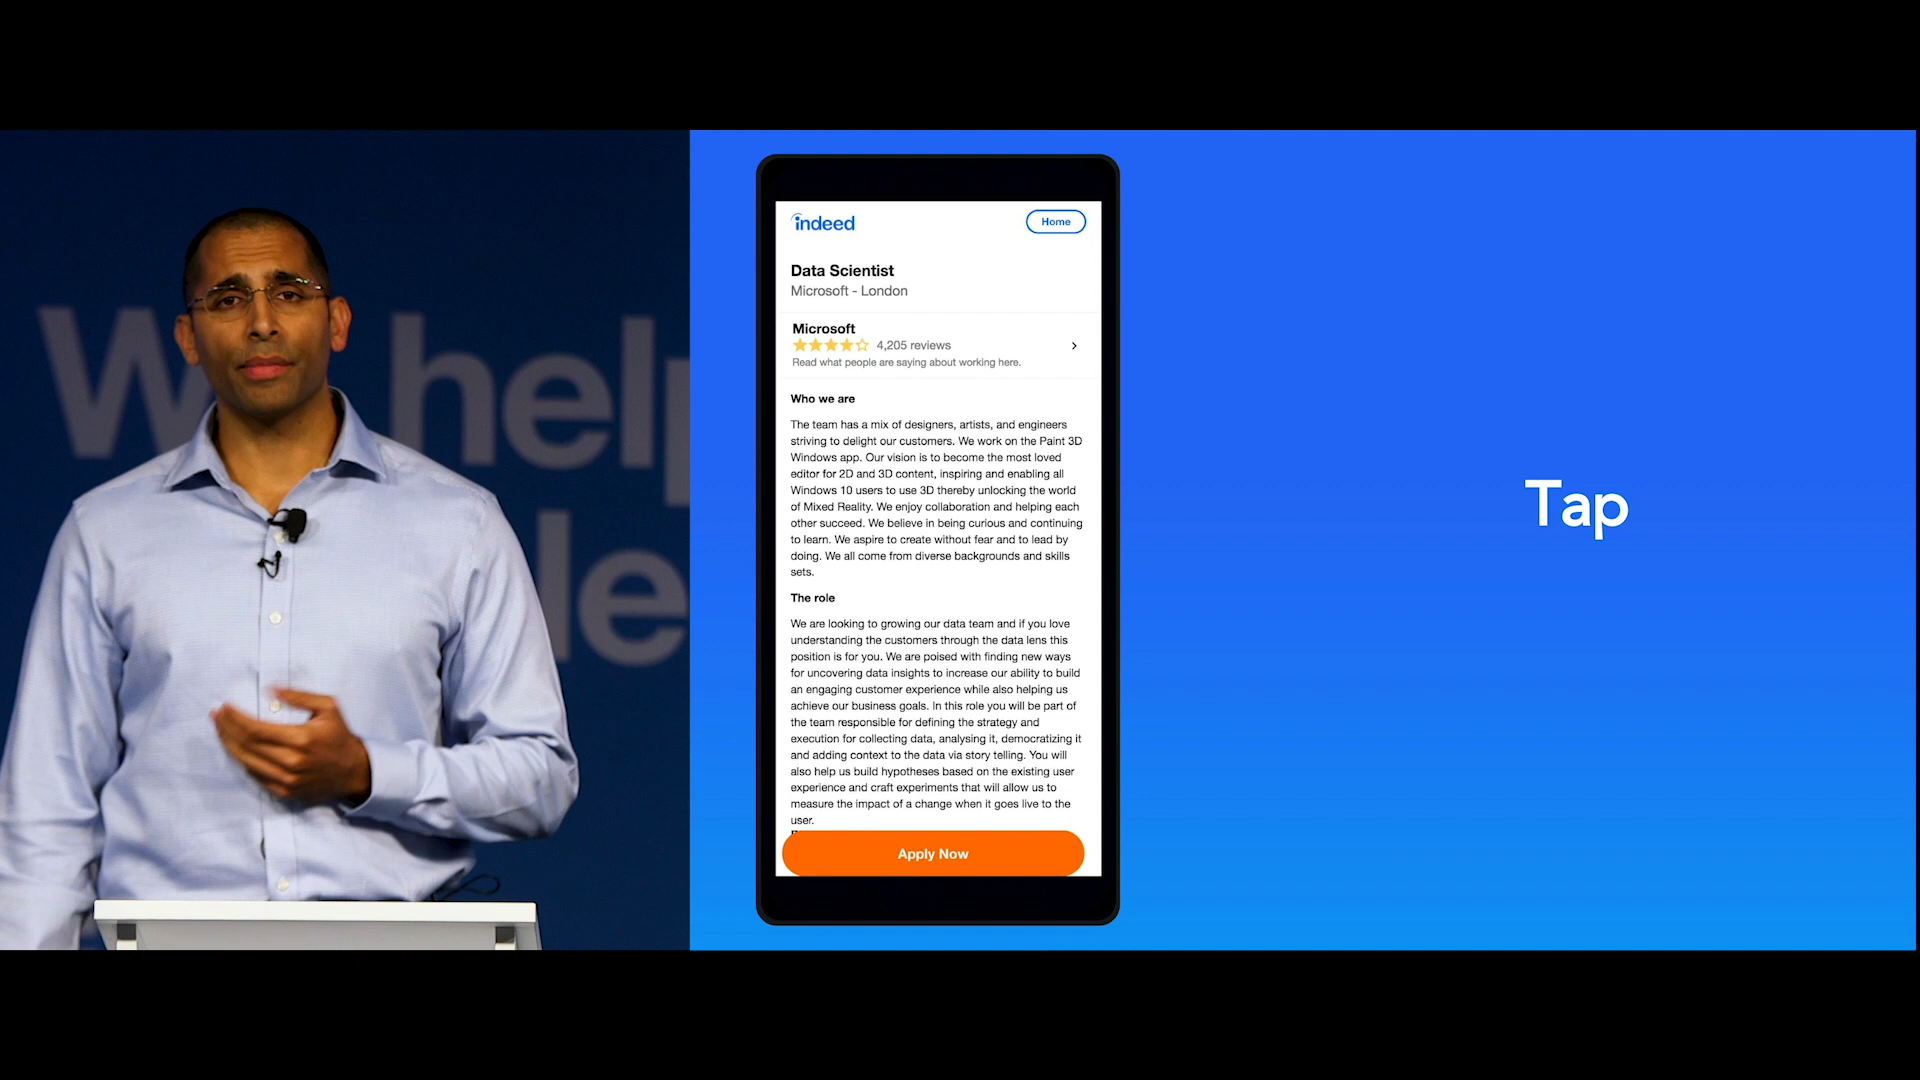 We help
le
indeed
Home
Data Scientist
Microsoft - London
Microsoft
4,205 reviews
Read what people are saying about working here.
Who we are
The team has a mix of designers, artists, and engineers
striving to delight our customers. We work on the Paint 3D
Windows app. Our vision is to become the most loved
editor for 2D and 3D content, inspiring and enabling all
Windows 10 users to use 3D thereby unlocking the world
of Mixed Reality. We enjoy collaboration and helping each
other succeed. We believe in being curious and continuing
to learn. We aspire to create without fear and to lead by
doing. We all come from diverse backgrounds and skills
sets.
The role
We are looking to growing our data team and if you love
understanding the customers through the data lens this
position is for you. We are poised with finding new ways
for uncovering data insights to increase our ability to build
an engaging customer experience while also helping us
achieve our business goals. In this role you will be part of
the team responsible for defining the strategy and
execution for collecting data, analysing it, democratizing it
and adding context to the data via story telling. You will
also help us build hypotheses based on the existing user
experience and craft experiments that will allow us to
measure the impact of a change when it goes live to the
user.
Apply Now
Tap